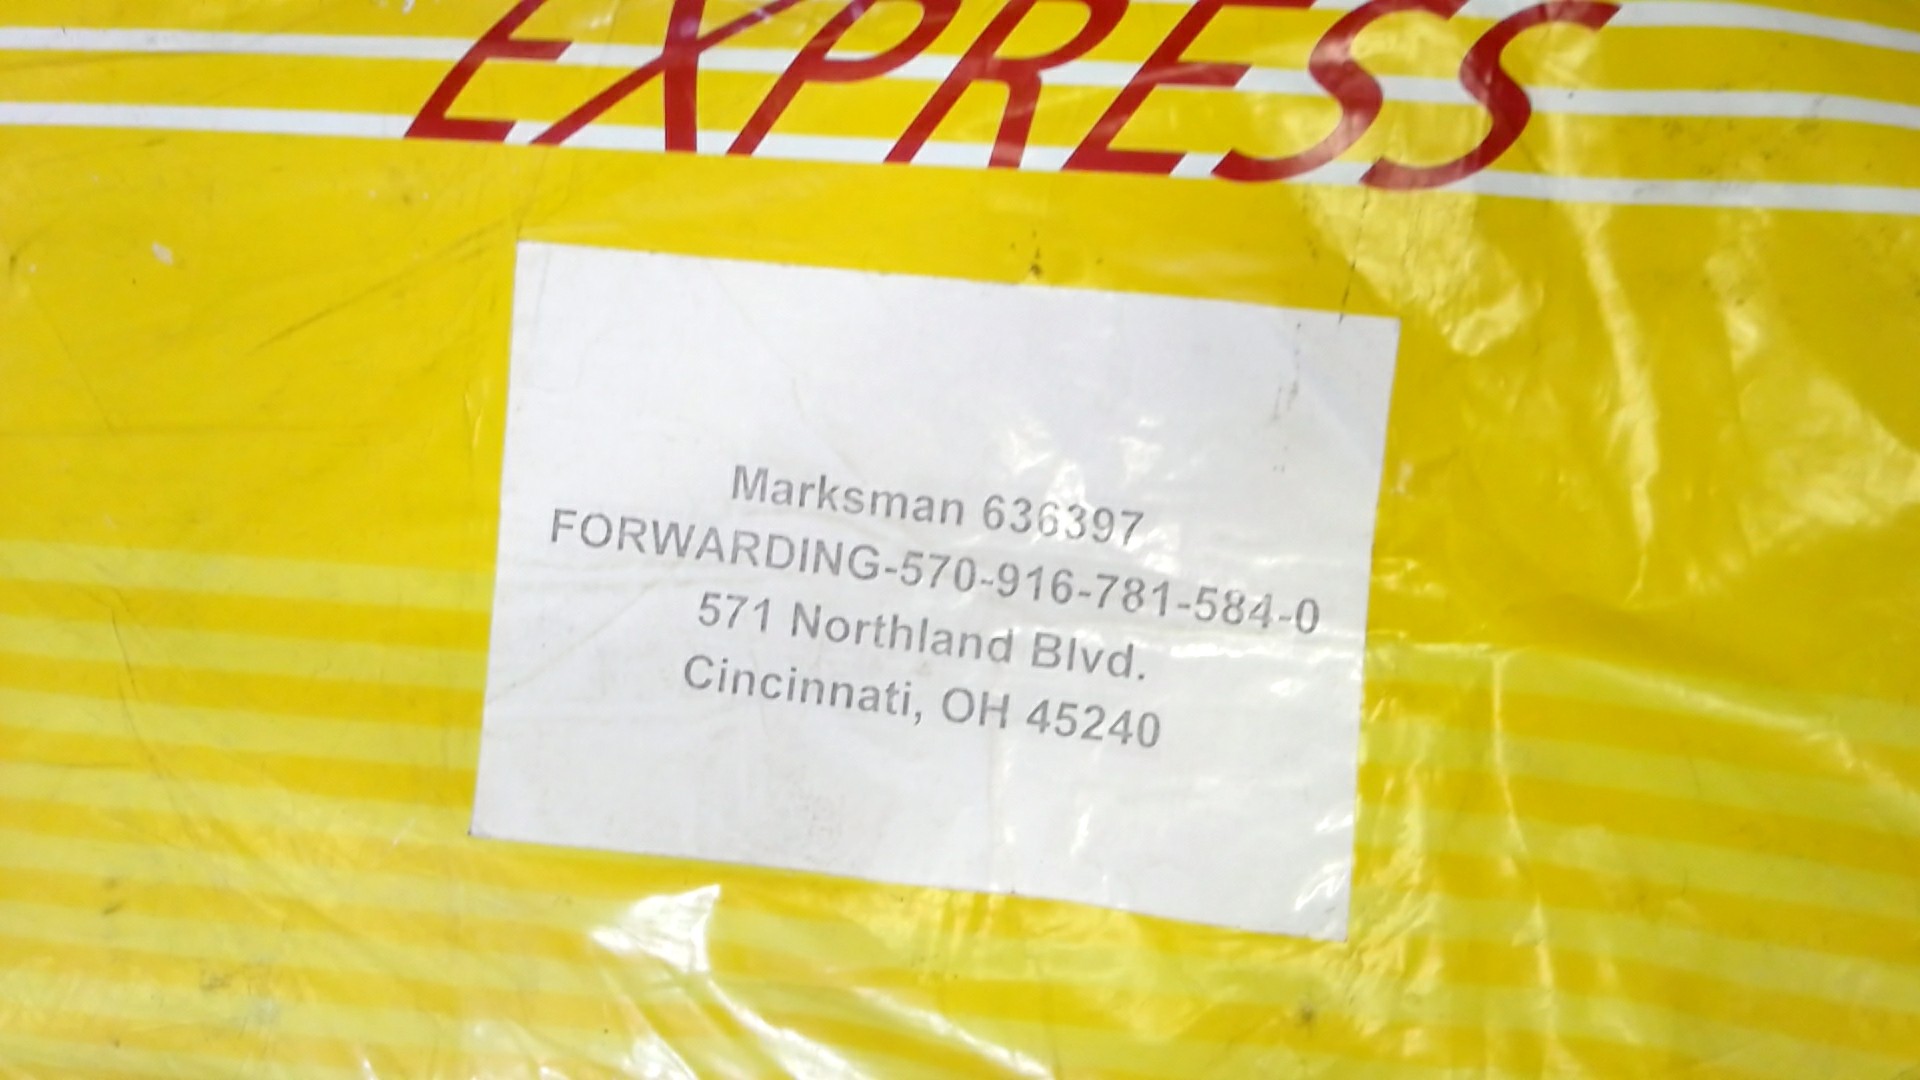 EXPRESS
Marksman 636397
FORWARDING-570-916-781-584-0
571 Northland Blvd.
Cincinnati, OH 45240